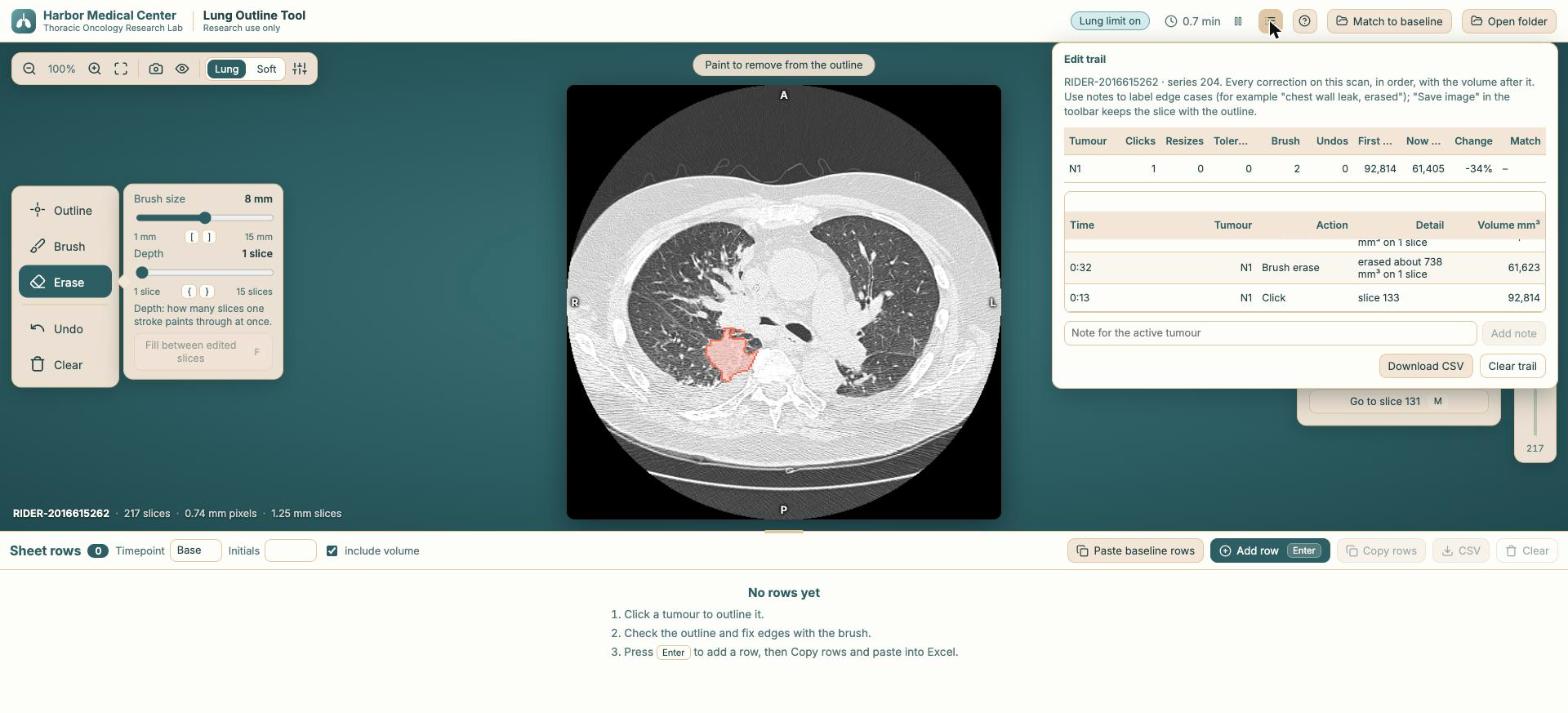 Harbor Medical Center
Thoracic Oncology Research Lab
Lung Outline Tool
Research use only
Lung limit on
0.7 min
Match to baseline
Open folder
100%
Lung
Soft
Paint to remove from the outline
Edit trail
RIDER-2016615262 · series 204. Every correction on this scan, in order, with the volume after it.
Use notes to label edge cases (for example "chest wall leak, erased"); "Save image" in the
toolbar keeps the slice with the outline.
Tumour Clicks Resizes Toler... Brush Undos First ... Now ... Change Match
N1 1 0 0 2 0 92,814 61,405 -34% –
Time Tumour Action Detail Volume mm³
mm³ on 1 slice
0:32 N1 Brush erase erased about 738
mm³ on 1 slice 61,623
0:13 N1 Click slice 133 92,814
Note for the active tumour
Add note
Download CSV
Clear trail
Go to slice 131 M
217
Outline
Brush
Erase
Undo
Clear
Brush size 8 mm
1 mm [ ] 15 mm
Depth 1 slice
1 slice { } 15 slices
Depth: how many slices one
stroke paints through at once.
Fill between edited
slices F
A
R
L
P
RIDER-2016615262 · 217 slices · 0.74 mm pixels · 1.25 mm slices
Sheet rows 0 Timepoint Base Initials include volume
Paste baseline rows
Add row Enter
Copy rows
CSV
Clear
No rows yet
1. Click a tumour to outline it.
2. Check the outline and fix edges with the brush.
3. Press Enter to add a row, then Copy rows and paste into Excel.